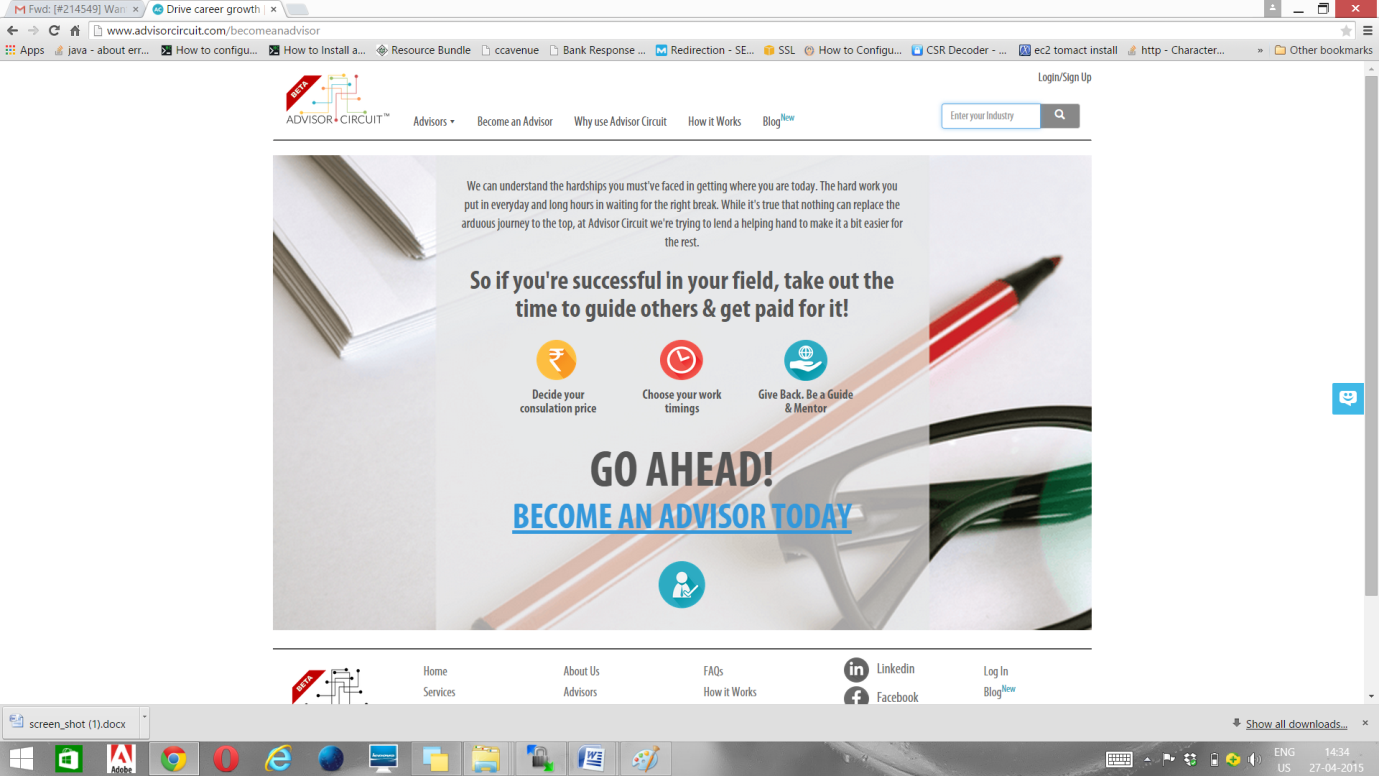 Fwd: [#214549] Wan
Drive career growth |
www.advisorcircuit.com/becomeanadvisor
Apps java - about err... How to configu... How to Install a... Resource Bundle ccavenue Bank Response ... Redirection - SE... SSL How to Configu... CSR Decoder - ... ec2 tomact install http - Character... » Other bookmarks
Login/Sign Up
BETA
ADVISOR CIRCUIT™
Advisors Become an Advisor Why use Advisor Circuit How it Works Blog New
Enter your Industry
We can understand the hardships you must've faced in getting where you are today. The hard work you
put in everyday and long hours in waiting for the right break. While it's true that nothing can replace the
arduous journey to the top, at Advisor Circuit we're trying to lend a helping hand to make it a bit easier for
the rest.
So if you're successful in your field, take out the
time to guide others & get paid for it!
Decide your
consulation price
Choose your work
timings
Give Back. Be a Guide
& Mentor
GO AHEAD!
BECOME AN ADVISOR TODAY
BETA
Home About Us FAQs Linkedin Log In
Services Advisors How it Works Facebook Blog New
screen_shot (1).docx
Show all downloads...
Adobe
ENG 14:34
US 27-04-2015